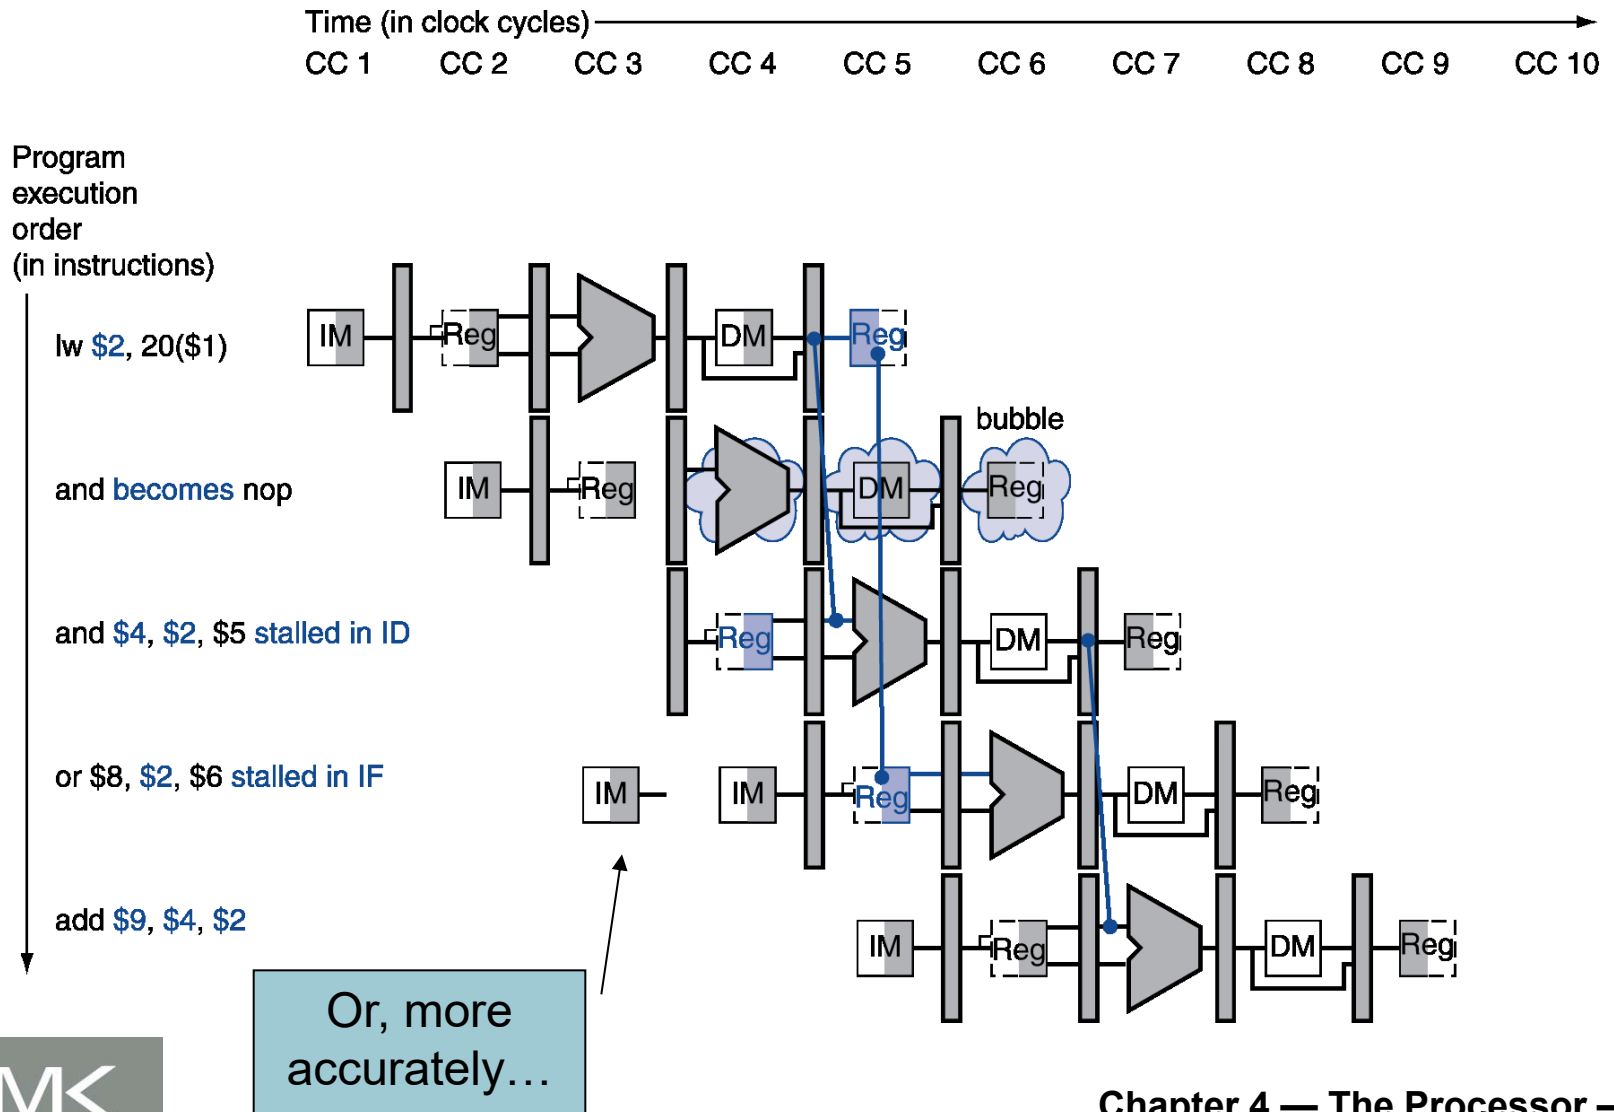 Time (in clock cycles)
CC 1 CC 2 CC 3 CC 4 CC 5 CC 6 CC 7 CC 8 CC 9 CC 10
Program
execution
order
(in instructions)
lw $2, 20($1)
IM Reg DM Reg
bubble
and becomes nop
IM Reg DM Reg
and $4, $2, $5 stalled in ID
Reg DM Reg
or $8, $2, $6 stalled in IF
IM IM Reg DM Reg
add $9, $4, $2
IM Reg DM Reg
Or, more
accurately…
MK
Chapter 4 — The Processor —